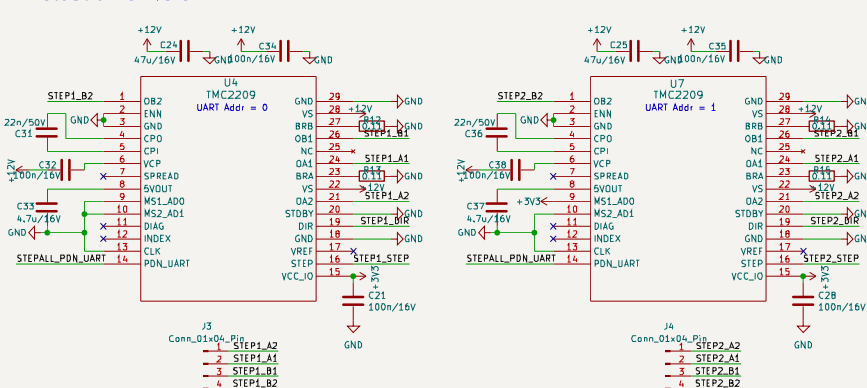 +12V +12V
C24 47u/16V GND C34 100n/16V GND
U4
TMC2209
UART Addr = 0
STEP1_B2 1 OB2 GND 29 GND
2 ENN VS 28 +12V
GND 3 GND BRB 27 R12 0.11 GND
22n/50V C31 4 CPO OB1 26 STEP1_B1
5 CPI NC 25
+12V C32 100n/16V 6 VCP OA1 24 STEP1_A1
7 SPREAD BRA 23 R13 0.11 GND
8 5VOUT VS 22 +12V
C33 4.7u/16V 9 MS1_AD0 OA2 21 STEP1_A2
10 MS2_AD1 STDBY 20 GND
GND 11 DIAG DIR 19 STEP1_DIR
12 INDEX GND 18 GND
13 CLK VREF 17
STEPALL_PDN_UART 14 PDN_UART STEP 16 STEP1_STEP
VCC_IO 15 +3V3
C21
100n/16V
GND
J3
Conn_01x04_Pin
1 STEP1_A2
2 STEP1_A1
3 STEP1_B1
4 STEP1_B2
+12V +12V
C25 47u/16V GND C35 100n/16V GND
U7
TMC2209
UART Addr = 1
STEP2_B2 1 OB2 GND 29 GND
2 ENN VS 28 +12V
GND 3 GND BRB 27 0.11 GND
22n/50V C36 4 CPO OB1 26 STEP2_B1
5 CPI NC 25
+12V C38 100n/16V 6 VCP OA1 24 STEP2_A1
7 SPREAD BRA 23 0.11 GND
8 5VOUT VS 22 +12V
C37 4.7u/16V +3V3 9 MS1_AD0 OA2 21 STEP2_A2
10 MS2_AD1 STDBY 20 GND
GND 11 DIAG DIR 19 STEP2_DIR
12 INDEX GND 18 GND
13 CLK VREF 17
STEPALL_PDN_UART 14 PDN_UART STEP 16 STEP2_STEP
VCC_IO 15 +3V3
C28
100n/16V
GND
J4
Conn_01x04_Pin
1 STEP2_A2
2 STEP2_A1
3 STEP2_B1
4 STEP2_B2